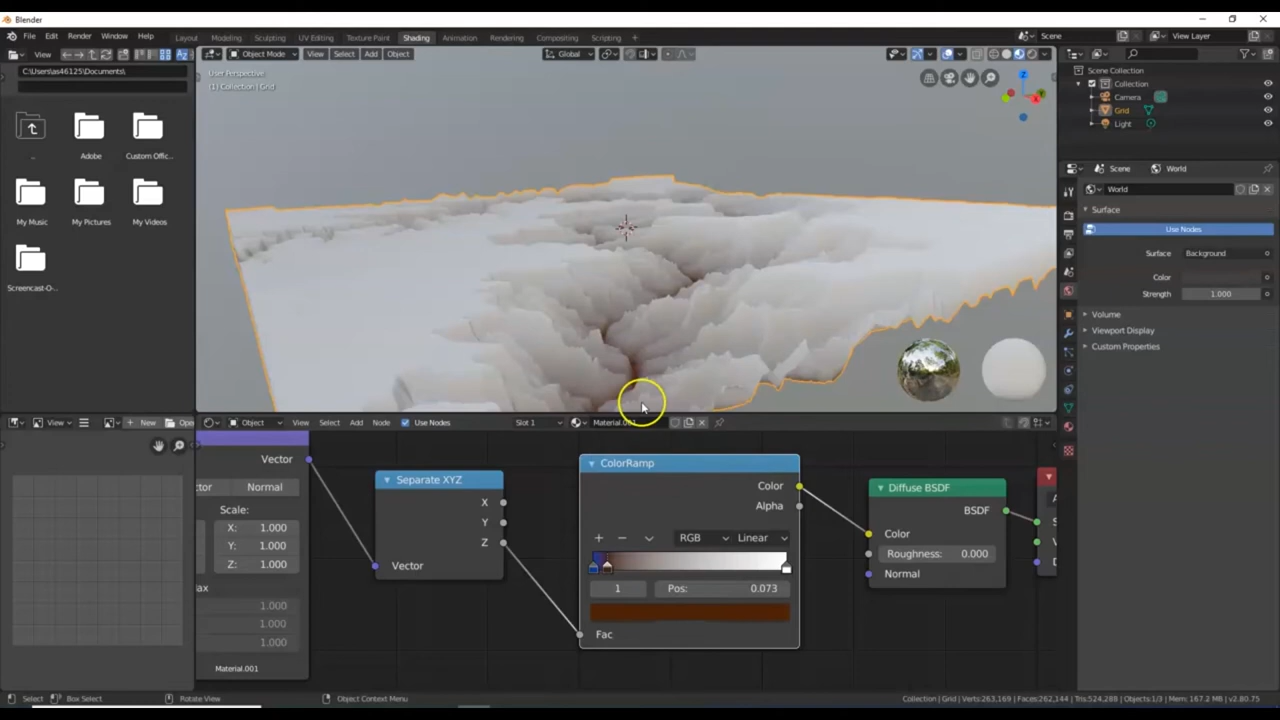 Blender
File Edit Render Window Help Layout Modeling Sculpting UV Editing Texture Paint Shading Animation Rendering Compositing Scripting Scene View Layer
View Object Mode View Select Add Object Global
C:\Users\as46125\Documents\
User Perspective
(1) Collection | Grid
.. Adobe Custom Offic...
My Music My Pictures My Videos
Screencast-O-..
Scene Collection
Collection
Camera
Grid
Light
Scene World
World
Surface
Use Nodes
Surface Background
Color
Strength 1.000
Volume
Viewport Display
Custom Properties
View New Open Object View Select Add Node Use Nodes Slot 1
Vector
Normal
Scale:
X: 1.000
Y: 1.000
Z: 1.000
1.000
1.000
1.000
Material.001
Separate XYZ
X
Y
Z
Vector
ColorRamp
Color
Alpha
RGB Linear
1 Pos: 0.073
Fac
Diffuse BSDF
BSDF
Color
Roughness: 0.000
Normal
Select Box Select Rotate View Object Context Menu Collection | Grid | Verts:263,169 | Faces:262,144 | Tris:524,288 | Objects:1/3 | Mem: 167.2 MB | v2.80.75